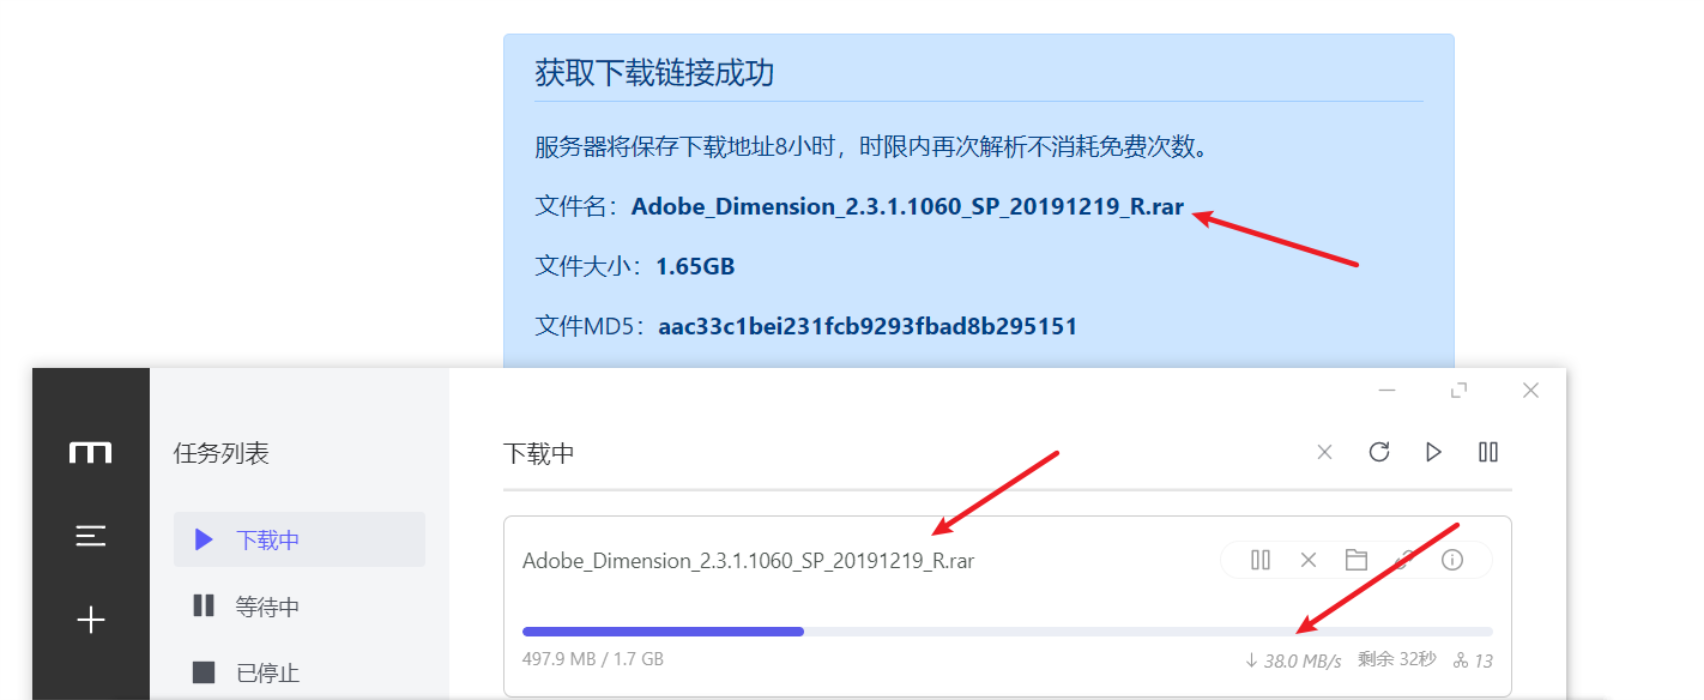 获取下载链接成功
服务器将保存下载地址8小时，时限内再次解析不消耗免费次数。
文件名：Adobe_Dimension_2.3.1.1060_SP_20191219_R.rar
文件大小：1.65GB
文件MD5：aac33c1bei231fcb9293fbad8b295151
任务列表
下载中
下载中
Adobe_Dimension_2.3.1.1060_SP_20191219_R.rar
等待中
497.9 MB / 1.7 GB
↓ 38.0 MB/s 剩余 32秒 13
已停止